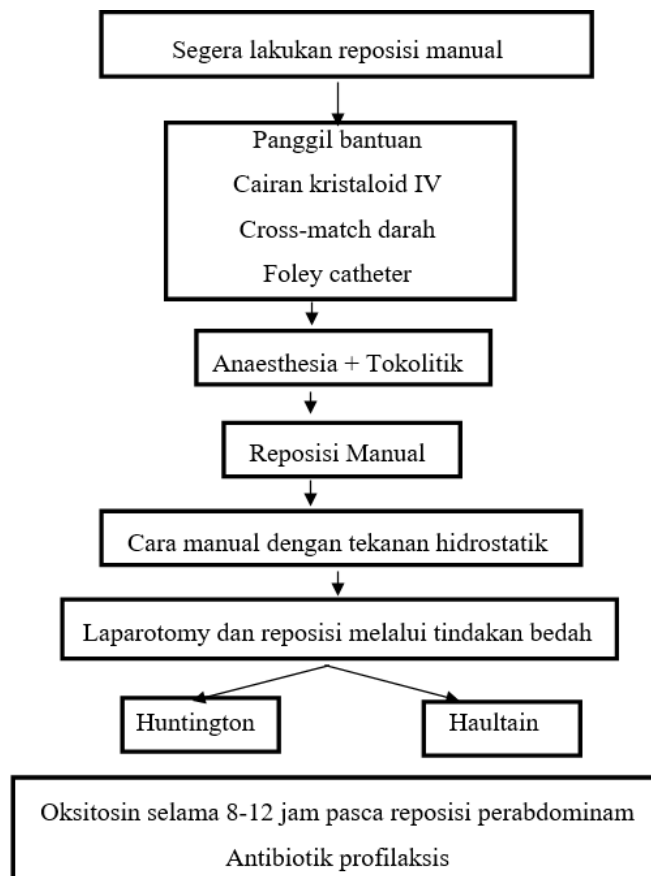 Segera lakukan reposisi manual
Panggil bantuan
Cairan kristaloid IV
Cross-match darah
Foley catheter
Anaesthesia + Tokolitik
Reposisi Manual
Cara manual dengan tekanan hidrostatik
Laparotomy dan reposisi melalui tindakan bedah
Huntington
Haultain
Oksitosin selama 8-12 jam pasca reposisi perabdominam
Antibiotik profilaksis